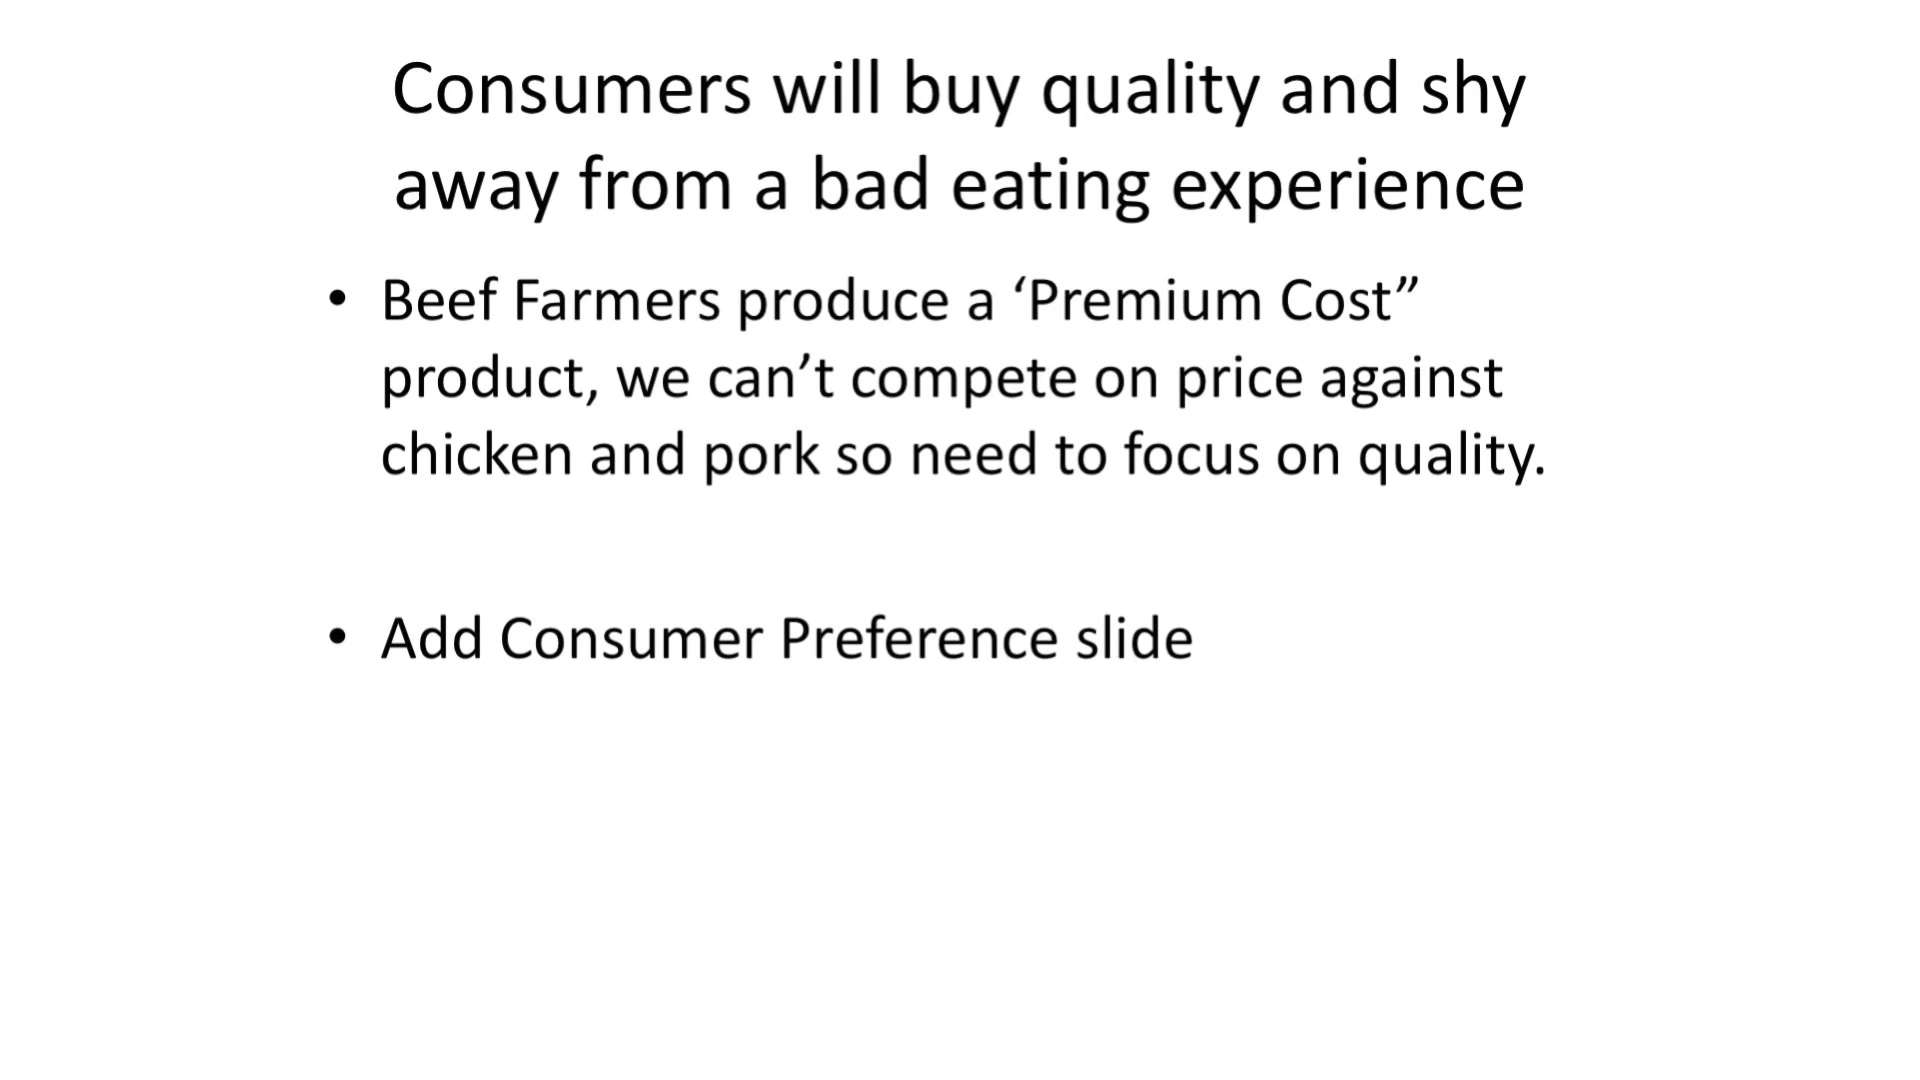 Consumers will buy quality and shy
away from a bad eating experience
• Beef Farmers produce a ‘Premium Cost”
product, we can’t compete on price against
chicken and pork so need to focus on quality.
• Add Consumer Preference slide